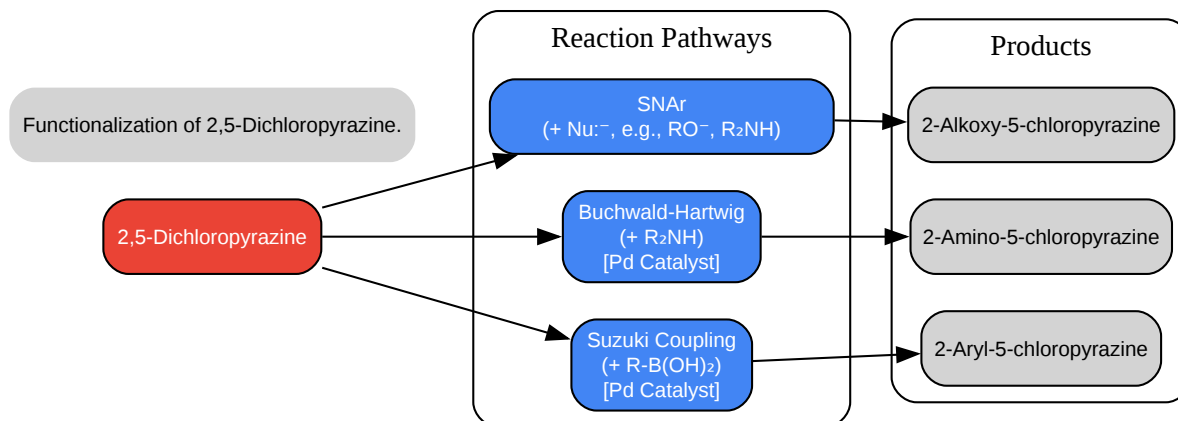 Reaction Pathways
Products
Functionalization of 2,5-Dichloropyrazine.
2,5-Dichloropyrazine
SNAr
(+ Nu:⁻, e.g., RO⁻, R₂NH)
Buchwald-Hartwig
(+ R₂NH)
[Pd Catalyst]
Suzuki Coupling
(+ R-B(OH)₂)
[Pd Catalyst]
2-Alkoxy-5-chloropyrazine
2-Amino-5-chloropyrazine
2-Aryl-5-chloropyrazine